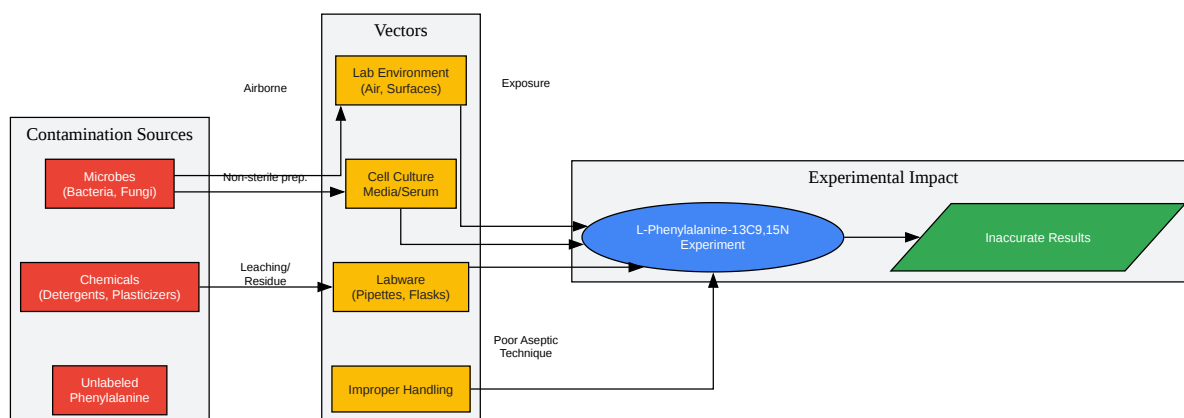 Vectors
Lab Environment
(Air, Surfaces)
Airborne
Exposure
Contamination Sources
Microbes
(Bacteria, Fungi)
Non-sterile prep.
Cell Culture
Media/Serum
Experimental Impact
L-Phenylalanine-13C9,15N
Experiment
Inaccurate Results
Chemicals
(Detergents, Plasticizers)
Leaching/
Residue
Labware
(Pipettes, Flasks)
Poor Aseptic
Technique
Unlabeled
Phenylalanine
Improper Handling